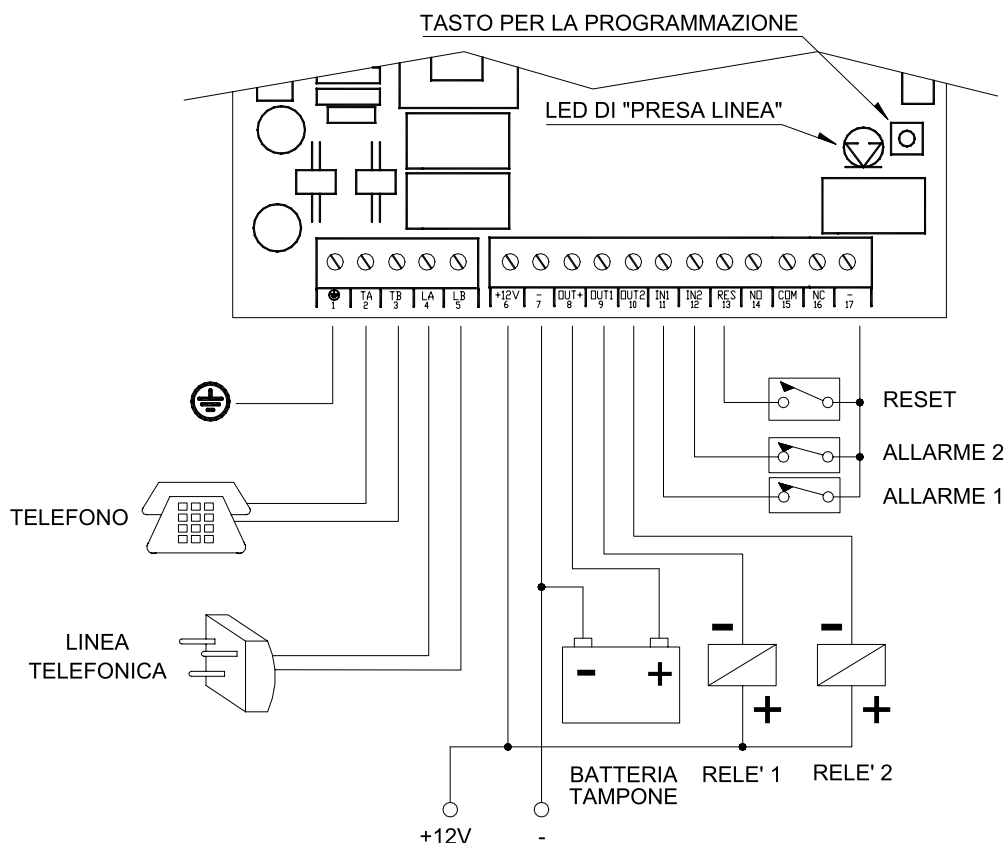 TASTO PER LA PROGRAMMAZIONE
LED DI "PRESA LINEA"
TA TB LA LB +12V - OUT+ OUT1 OUT2 IN1 IN2 RES NO COM NC -
1 2 3 4 5 6 7 8 9 10 11 12 13 14 15 16 17
RESET
ALLARME 2
ALLARME 1
TELEFONO
LINEA
TELEFONICA
- + - + - +
BATTERIA
TAMPONE
RELE' 1
RELE' 2
+12V -